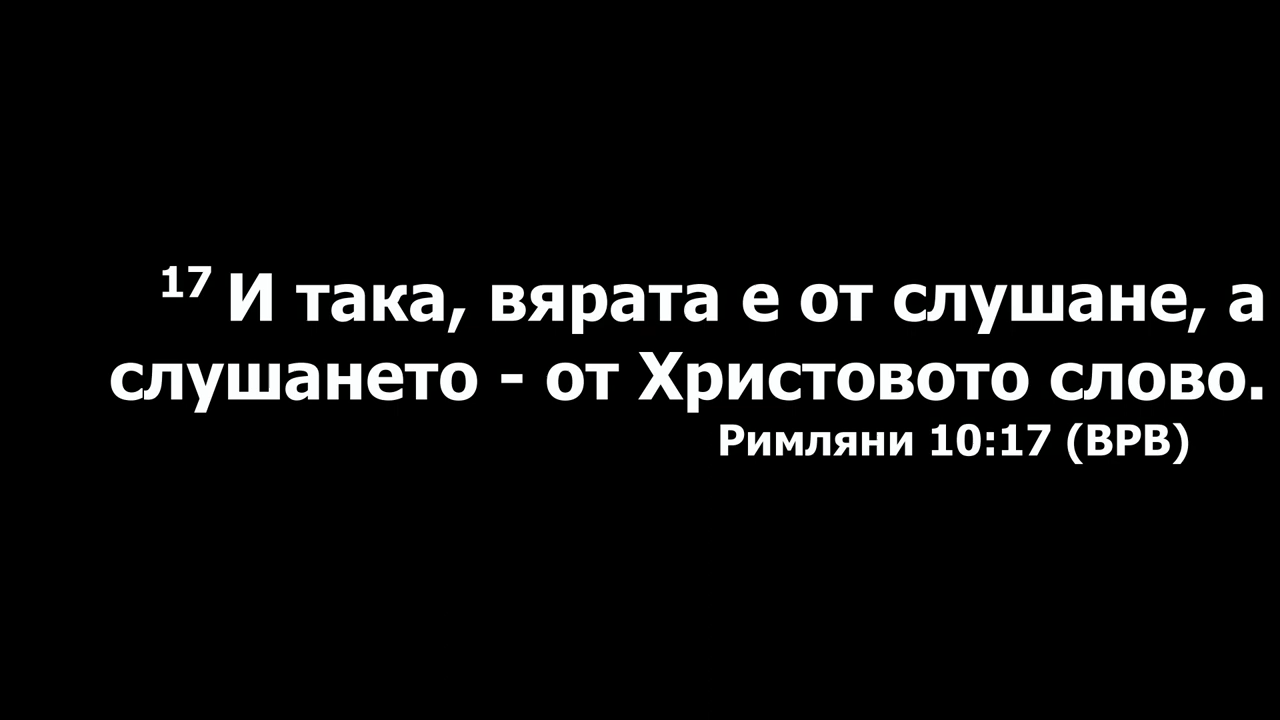 17 И така, вярата е от слушане, а
слушането - от Христовото слово.
Римляни 10:17 (ВРВ)